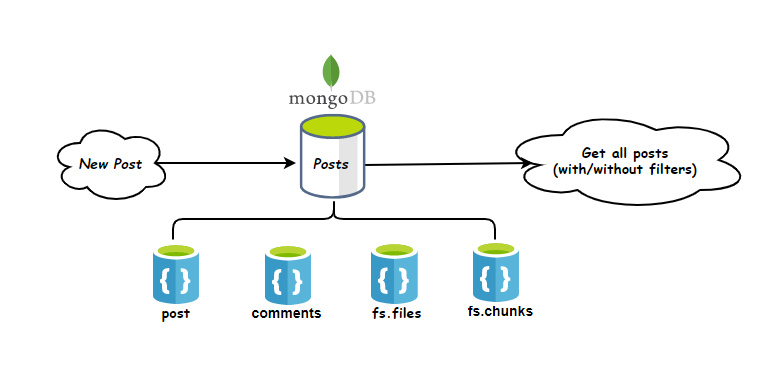 mongoDB
New Post
Posts
Get all posts
(with/without filters)
{ }
{ }
{ }
{ }
post
comments
fs.files
fs.chunks